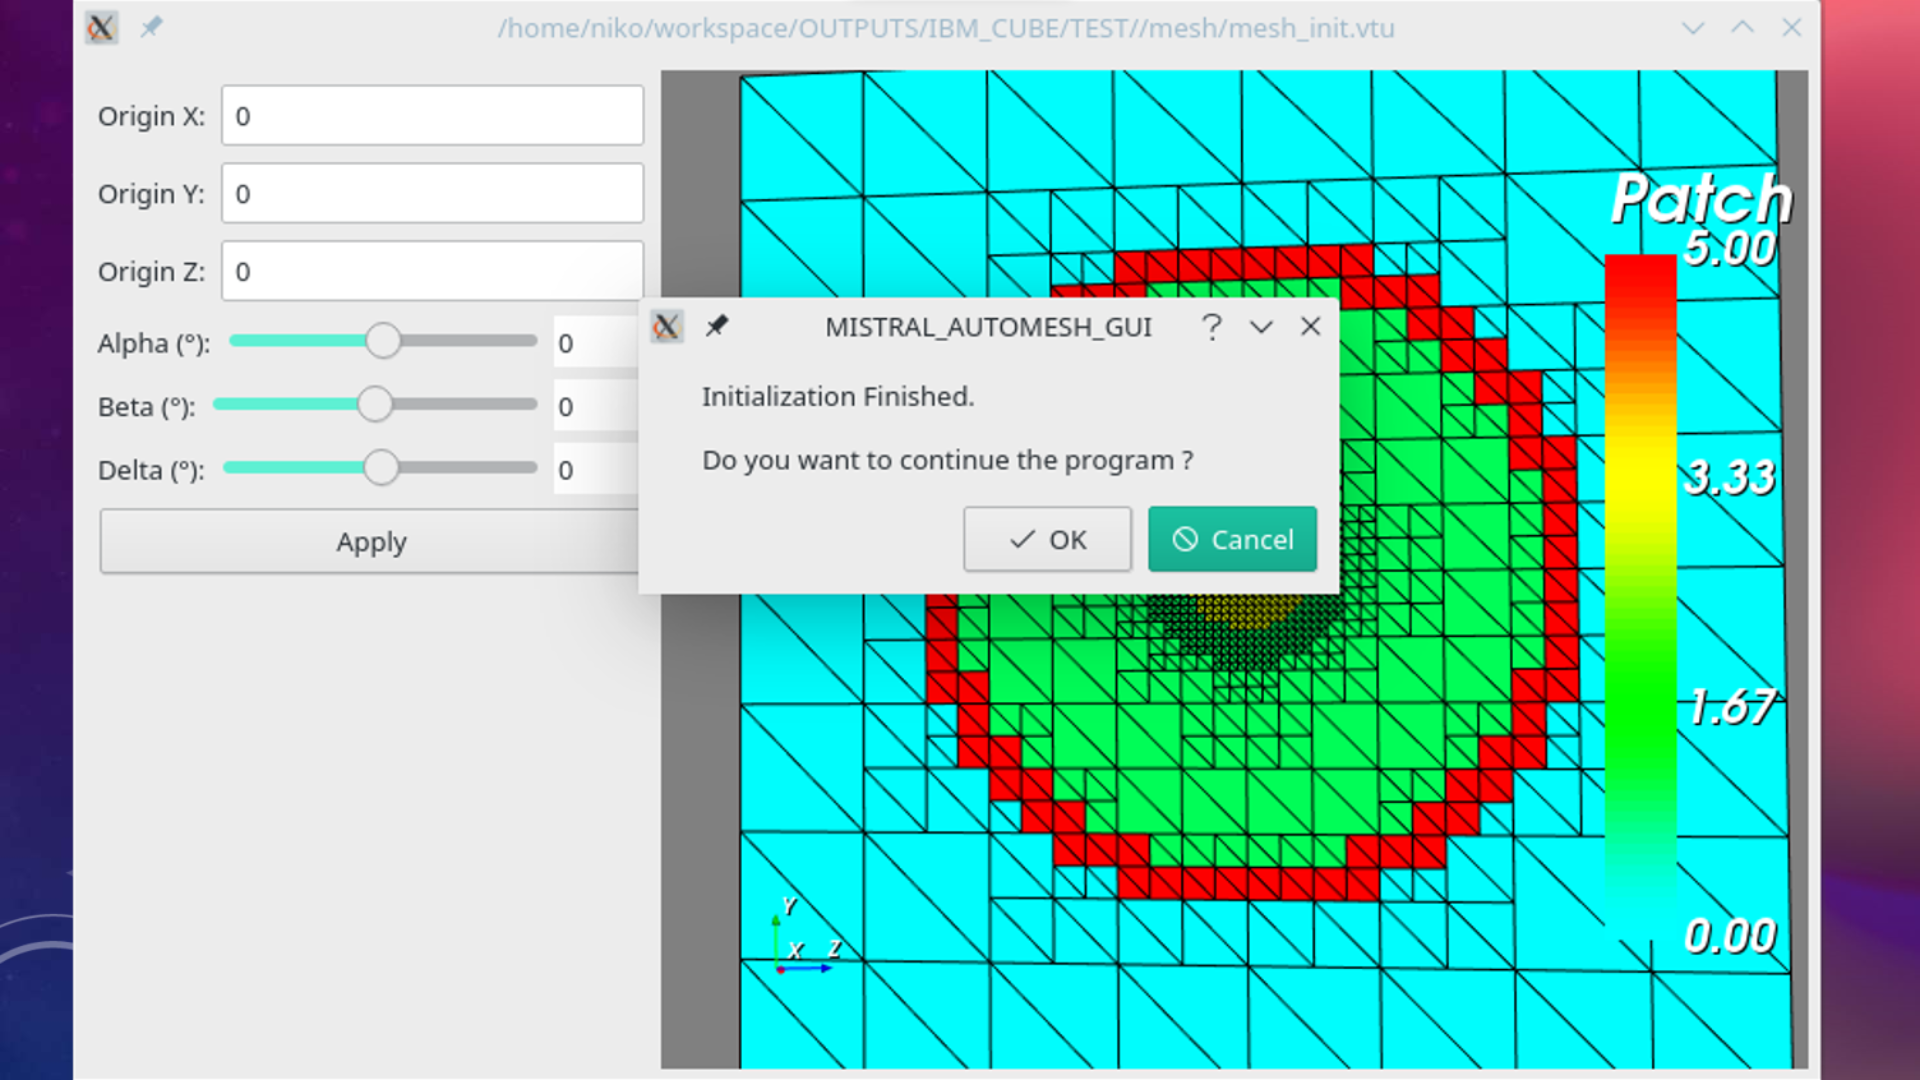 /home/niko/workspace/OUTPUTS/IBM_CUBE/TEST//mesh/mesh_init.vtu
Origin X: 0
Origin Y: 0
Origin Z: 0
Alpha (°): 0
Beta (°): 0
Delta (°): 0
Apply
MISTRAL_AUTOMESH_GUI
?
Initialization Finished.
Do you want to continue the program ?
OK Cancel
Patch
5.00
3.33
1.67
0.00
Y
X Z